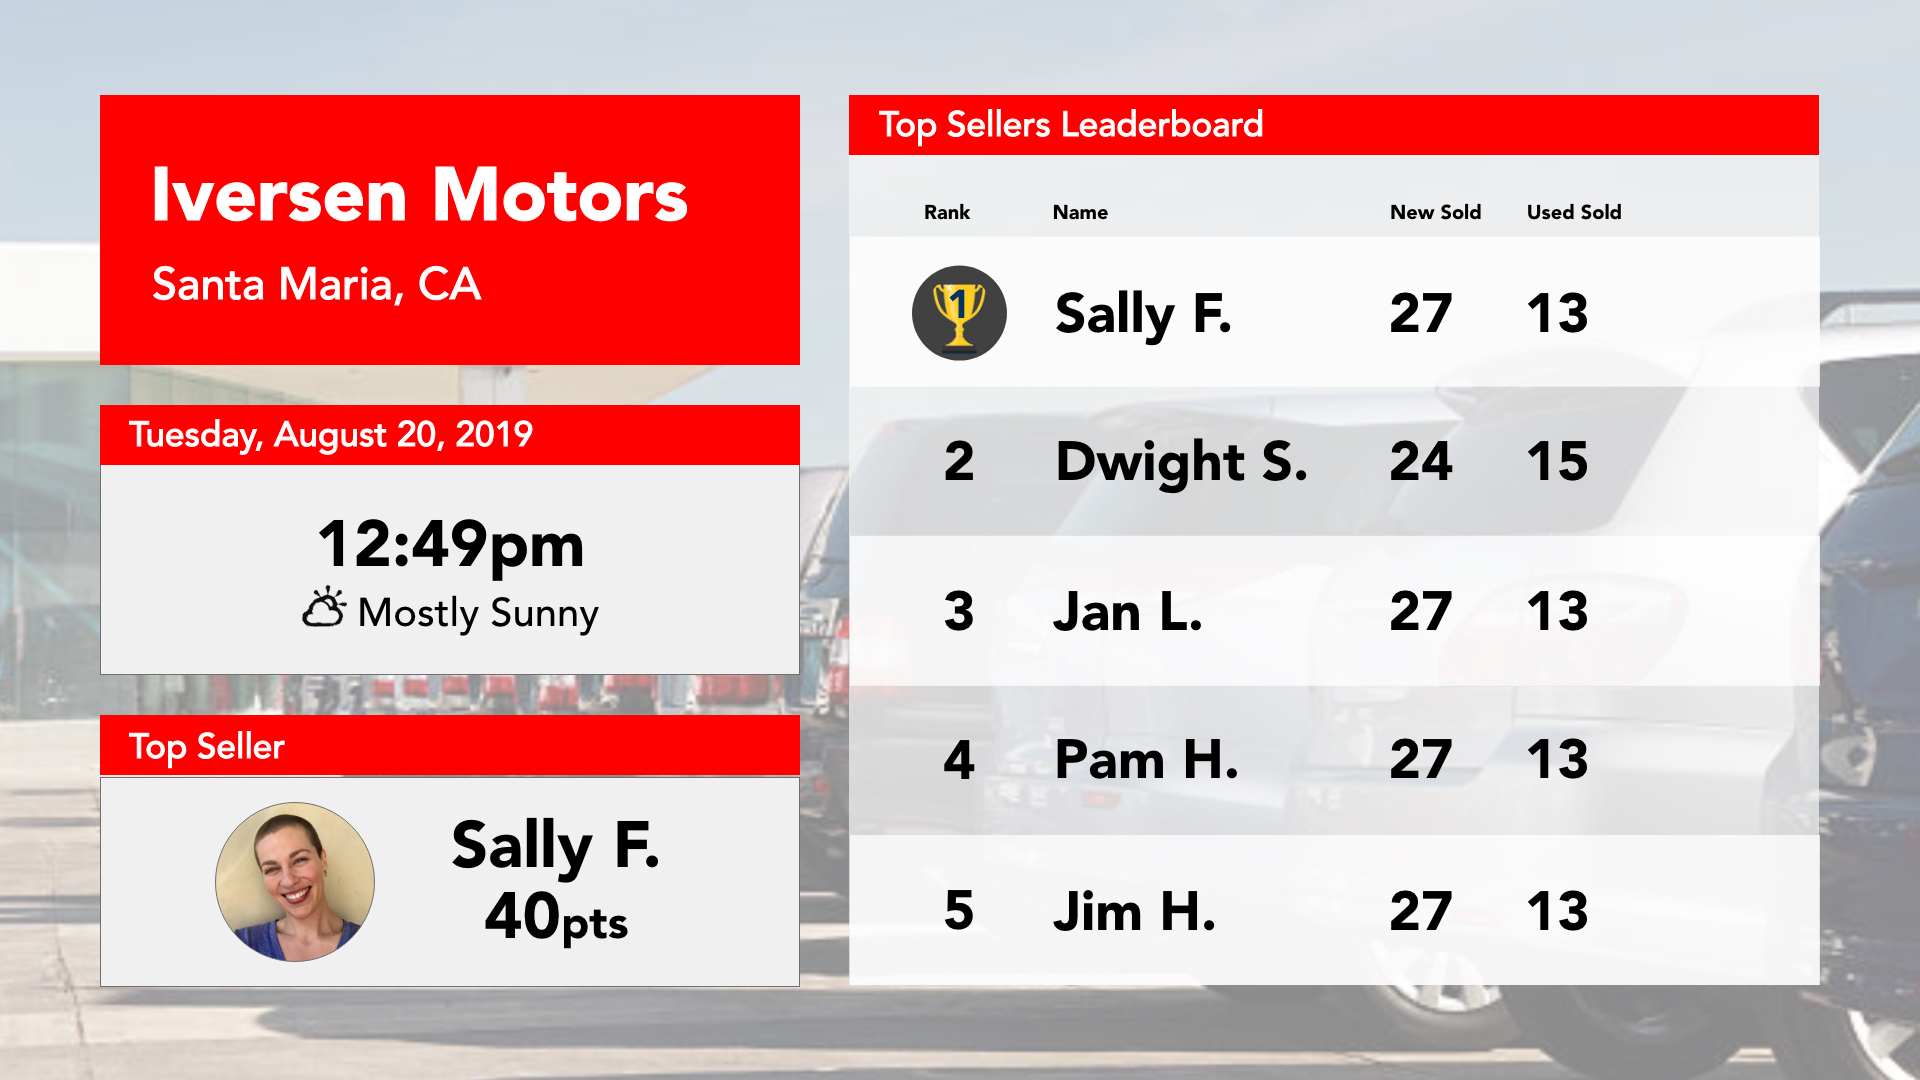 Iversen Motors
Santa Maria, CA
Tuesday, August 20, 2019
12:49pm
Mostly Sunny
Top Seller
Sally F.
40pts
Top Sellers Leaderboard
Rank Name New Sold Used Sold
1 Sally F. 27 13
2 Dwight S. 24 15
3 Jan L. 27 13
4 Pam H. 27 13
5 Jim H. 27 13